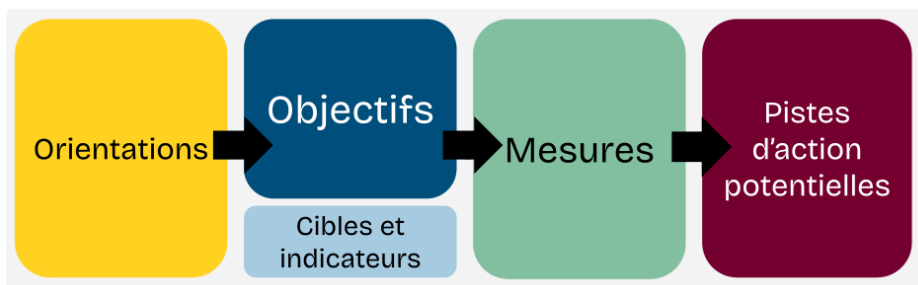 Orientations
Objectifs
Cibles et
indicateurs
Mesures
Pistes
d’action
potentielles